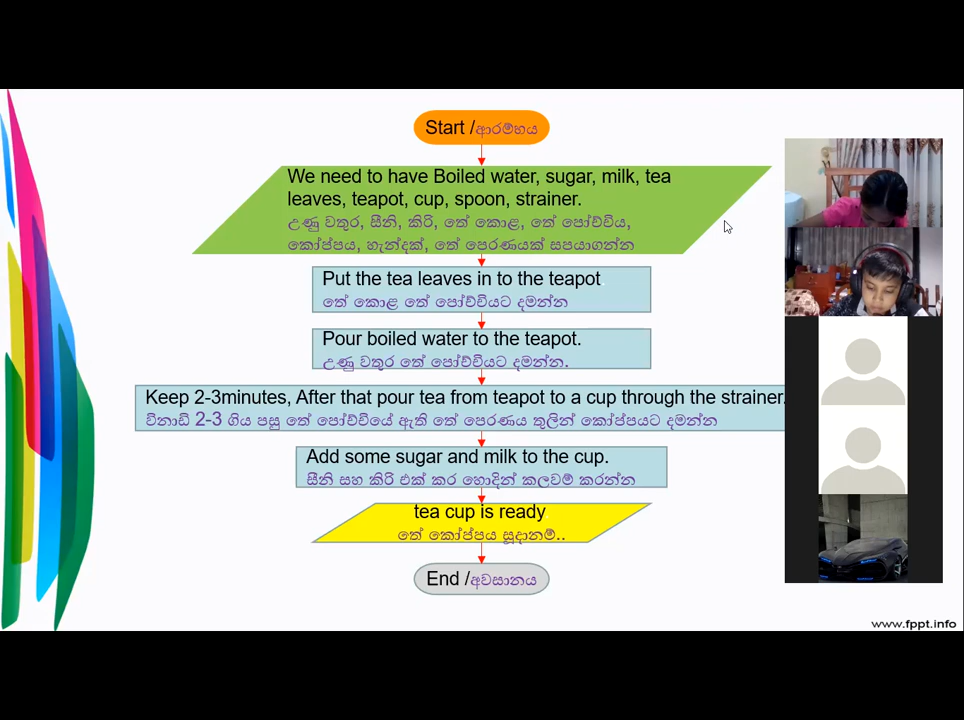 Start /ආරම්භය
We need to have Boiled water, sugar, milk, tea
leaves, teapot, cup, spoon, strainer.
උණු වතුර, සීනි, කිරි, තේ කොළ, තේ පෝච්චිය,
කෝප්පය, හැන්දක්, තේ පෙරණයක් සපයාගන්න
Put the tea leaves in to the teapot.
තේ කොළ තේ පෝච්චියට දමන්න
Pour boiled water to the teapot.
උණු වතුර තේ පෝච්චියට දමන්න.
Keep 2-3minutes, After that pour tea from teapot to a cup through the strainer.
විනාඩි 2-3 ගිය පසු තේ පෝච්චියේ ඇති තේ පෙරණය තුලින් කෝප්පයට දමන්න
Add some sugar and milk to the cup.
සීනි සහ කිරි එක් කර හොදින් කලවම් කරන්න
tea cup is ready
තේ කෝප්පය සූදානම්..
End /අවසානය
www.fppt.info